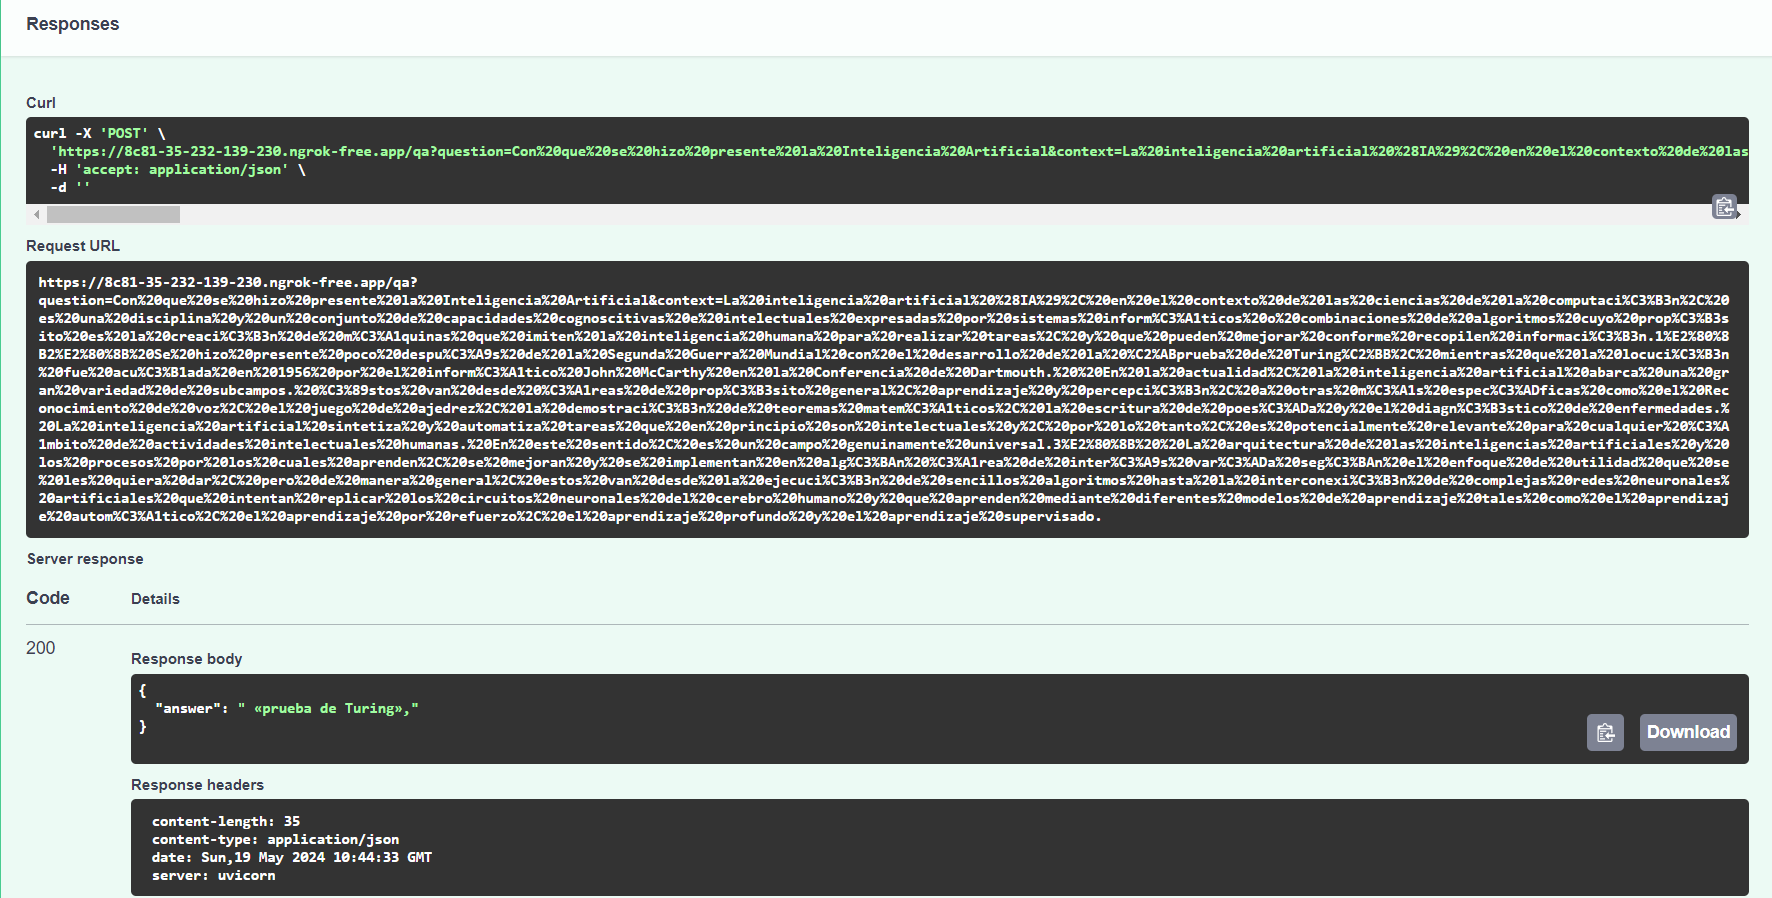 Responses
Curl
curl -X 'POST' \
'https://8c81-35-232-139-230.ngrok-free.app/qa?question=Con%20que%20se%20hizo%20presente%20la%20Inteligencia%20Artificial&context=La%20inteligencia%20artificial%20%28IA%29%2C%20en%20el%20contexto%20de%20las
-H 'accept: application/json' \
-d ''
Request URL
https://8c81-35-232-139-230.ngrok-free.app/qa?
question=Con%20que%20se%20hizo%20presente%20la%20Inteligencia%20Artificial&context=La%20inteligencia%20artificial%20%28IA%29%2C%20en%20el%20contexto%20de%20las%20ciencias%20de%20la%20computaci%C3%B3n%2C%20
es%20una%20disciplina%20y%20un%20conjunto%20de%20capacidades%20cognoscitivas%20e%20intelectuales%20expresadas%20por%20sistemas%20inform%C3%A1ticos%20o%20combinaciones%20de%20algoritmos%20cuyo%20prop%C3%B3s
ito%20es%20la%20creaci%C3%B3n%20de%20m%C3%A1quinas%20que%20imiten%20la%20inteligencia%20humana%20para%20realizar%20tareas%2C%20y%20que%20pueden%20mejorar%20conforme%20recopilen%20informaci%C3%B3n.1%E2%80%8
B2%E2%80%8B%20Se%20hizo%20presente%20poco%20despu%C3%A9s%20de%20la%20Segunda%20Guerra%20Mundial%20con%20el%20desarrollo%20de%20la%20%C2%ABprueba%20de%20Turing%C2%BB%2C%20mientras%20que%20la%20locuci%C3%B3n
%20fue%20acu%C3%B1ada%20en%201956%20por%20el%20inform%C3%A1tico%20John%20McCarthy%20en%20la%20Conferencia%20de%20Dartmouth.%20%20En%20la%20actualidad%2C%20la%20inteligencia%20artificial%20abarca%20una%20gr
an%20variedad%20de%20subcampos.%20%C3%89stos%20van%20desde%20%C3%A1reas%20de%20prop%C3%B3sito%20general%2C%20aprendizaje%20y%20percepci%C3%B3n%2C%20a%20otras%20m%C3%A1s%20espec%C3%ADficas%20como%20el%20Rec
onocimiento%20de%20voz%2C%20el%20juego%20de%20ajedrez%2C%20la%20demostraci%C3%B3n%20de%20teoremas%20matem%C3%A1ticos%2C%20la%20escritura%20de%20poes%C3%ADa%20y%20el%20diagn%C3%B3stico%20de%20enfermedades.%
20La%20inteligencia%20artificial%20sintetiza%20y%20automatiza%20tareas%20que%20en%20principio%20son%20intelectuales%20y%2C%20por%20lo%20tanto%2C%20es%20potencialmente%20relevante%20para%20cualquier%20%C3%A
1mbito%20de%20actividades%20intelectuales%20humanas.%20En%20este%20sentido%2C%20es%20un%20campo%20genuinamente%20universal.3%E2%80%8B%20%20La%20arquitectura%20de%20las%20inteligencias%20artificiales%20y%20
los%20procesos%20por%20los%20cuales%20aprenden%2C%20se%20mejoran%20y%20se%20implementan%20en%20alg%C3%BAn%20%C3%A1rea%20de%20inter%C3%A9s%20var%C3%ADa%20seg%C3%BAn%20el%20enfoque%20de%20utilidad%20que%20se
%20les%20quiera%20dar%2C%20pero%20de%20manera%20general%2C%20estos%20van%20desde%20la%20ejecuci%C3%B3n%20de%20sencillos%20algoritmos%20hasta%20la%20interconexi%C3%B3n%20de%20complejas%20redes%20neuronales%
20artificiales%20que%20intentan%20replicar%20los%20circuitos%20neuronales%20del%20cerebro%20humano%20y%20que%20aprenden%20mediante%20diferentes%20modelos%20de%20aprendizaje%20tales%20como%20el%20aprendizaj
e%20autom%C3%A1tico%2C%20el%20aprendizaje%20por%20refuerzo%2C%20el%20aprendizaje%20profundo%20y%20el%20aprendizaje%20supervisado.
Server response
Code Details
200
Response body
{
"answer": " «prueba de Turing»,"
}
Download
Response headers
content-length: 35
content-type: application/json
date: Sun,19 May 2024 10:44:33 GMT
server: uvicorn